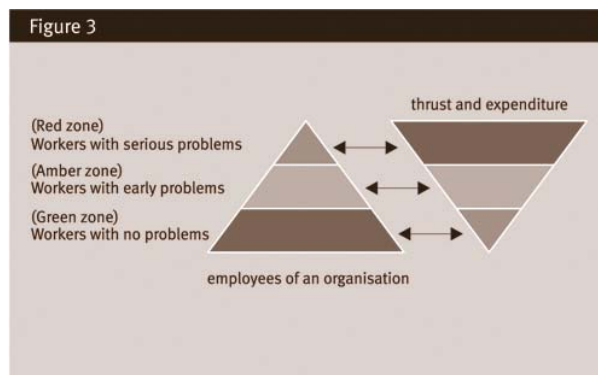 Figure 3
thrust and expenditure
(Red zone)
Workers with serious problems
(Amber zone)
Workers with early problems
(Green zone)
Workers with no problems
employees of an organisation